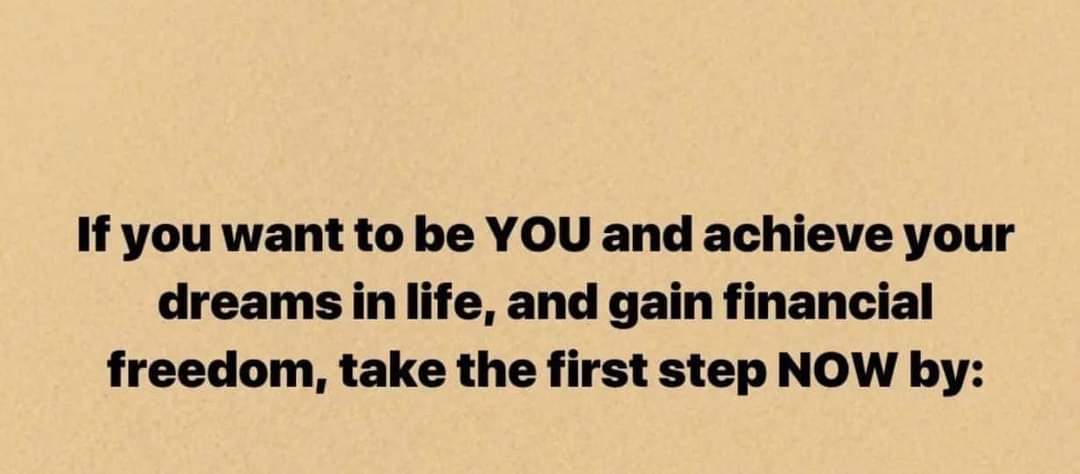 If you want to be YOU and achieve your
dreams in life, and gain financial
freedom, take the first step NOW by: